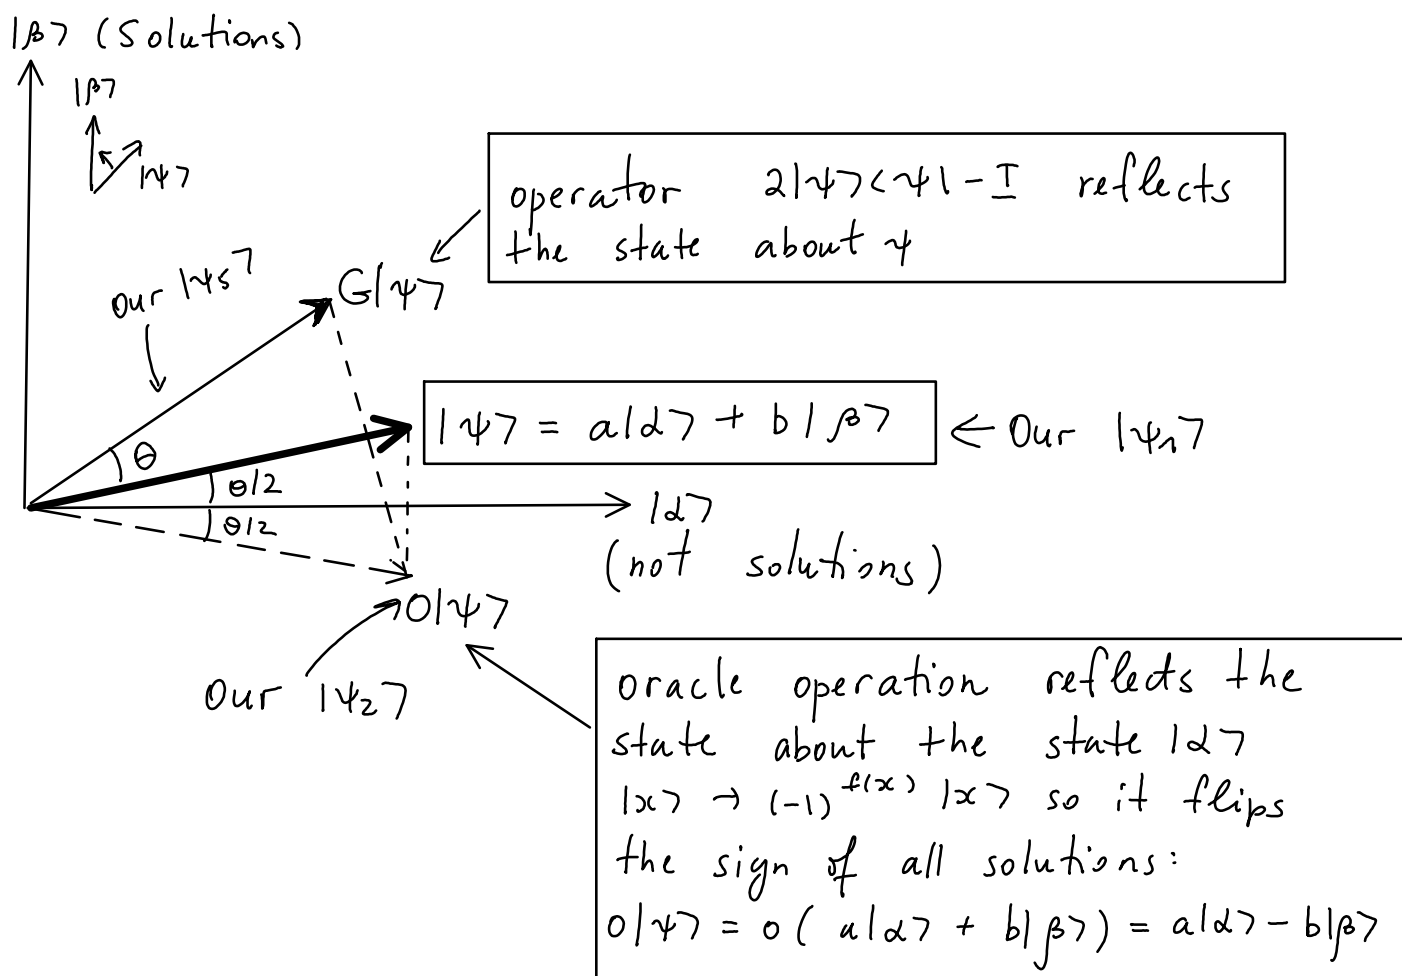 |β⟩ (Solutions)
|β⟩
|ψ⟩
operator 2|ψ⟩<ψ| - I reflects
the state about ψ
Our |ψ5⟩
G|ψ⟩
|ψ⟩ = a|α⟩ + b|β⟩
← Our |ψ1⟩
θ
θ/2
θ/2
|α⟩
(not solutions)
O|ψ⟩
Our |ψ2⟩
oracle operation reflects the
state about the state |α⟩
|x⟩ → (-1)^f(x) |x⟩ so it flips
the sign of all solutions:
O|ψ⟩ = O( a|α⟩ + b|β⟩) = a|α⟩ - b|β⟩